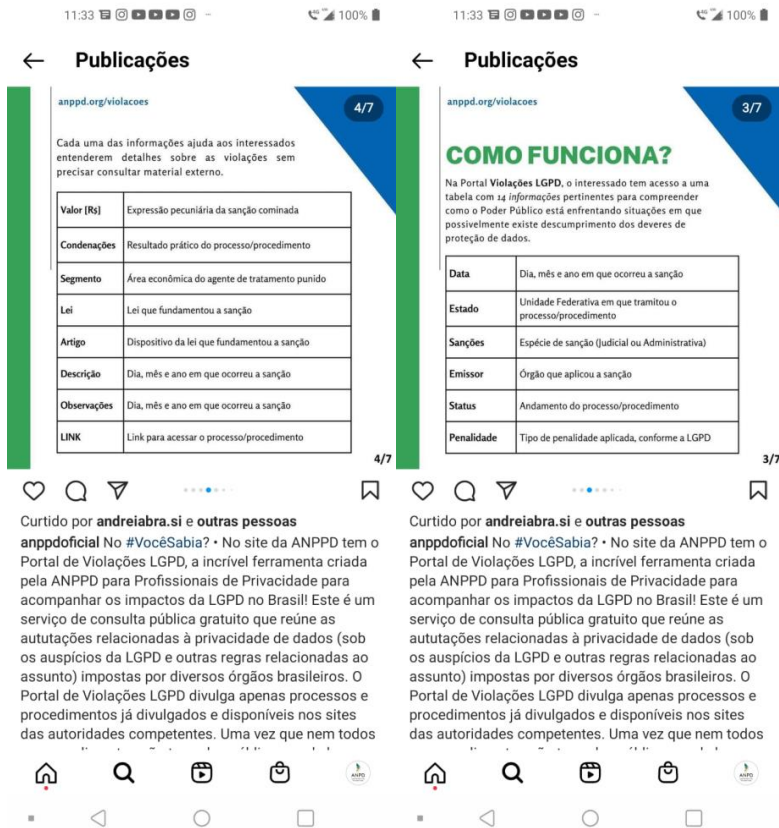 11:33
100%
Publicações
anppd.org/violacoes
4/7
Cada uma das informações ajuda aos interessados
entenderem detalhes sobre as violações sem
precisar consultar material externo.
Valor [R$] Expressão pecuniária da sanção cominada
Condenações Resultado prático do processo/procedimento
Segmento Área econômica do agente de tratamento punido
Lei Lei que fundamentou a sanção
Artigo Dispositivo da lei que fundamentou a sanção
Descrição Dia, mês e ano em que ocorreu a sanção
Observações Dia, mês e ano em que ocorreu a sanção
LINK Link para acessar o processo/procedimento
4/7
Curtido por andreiabra.si e outras pessoas
anppdoficial No #VocêSabia? • No site da ANPPD tem o
Portal de Violações LGPD, a incrível ferramenta criada
pela ANPPD para Profissionais de Privacidade para
acompanhar os impactos da LGPD no Brasil! Este é um
serviço de consulta pública gratuito que reúne as
aututações relacionadas à privacidade de dados (sob
os auspícios da LGPD e outras regras relacionadas ao
assunto) impostas por diversos órgãos brasileiros. O
Portal de Violações LGPD divulga apenas processos e
procedimentos já divulgados e disponíveis nos sites
das autoridades competentes. Uma vez que nem todos
11:33
100%
Publicações
anppd.org/violacoes
3/7
COMO FUNCIONA?
Na Portal Violações LGPD, o interessado tem acesso a uma
tabela com 14 informações pertinentes para compreender
como o Poder Público está enfrentando situações em que
possivelmente existe descumprimento dos deveres de
proteção de dados.
Data Dia, mês e ano em que ocorreu a sanção
Estado Unidade Federativa em que tramitou o
processo/procedimento
Sanções Espécie de sanção (Judicial ou Administrativa)
Emissor Órgão que aplicou a sanção
Status Andamento do processo/procedimento
Penalidade Tipo de penalidade aplicada, conforme a LGPD
3/7
Curtido por andreiabra.si e outras pessoas
anppdoficial No #VocêSabia? • No site da ANPPD tem o
Portal de Violações LGPD, a incrível ferramenta criada
pela ANPPD para Profissionais de Privacidade para
acompanhar os impactos da LGPD no Brasil! Este é um
serviço de consulta pública gratuito que reúne as
aututações relacionadas à privacidade de dados (sob
os auspícios da LGPD e outras regras relacionadas ao
assunto) impostas por diversos órgãos brasileiros. O
Portal de Violações LGPD divulga apenas processos e
procedimentos já divulgados e disponíveis nos sites
das autoridades competentes. Uma vez que nem todos